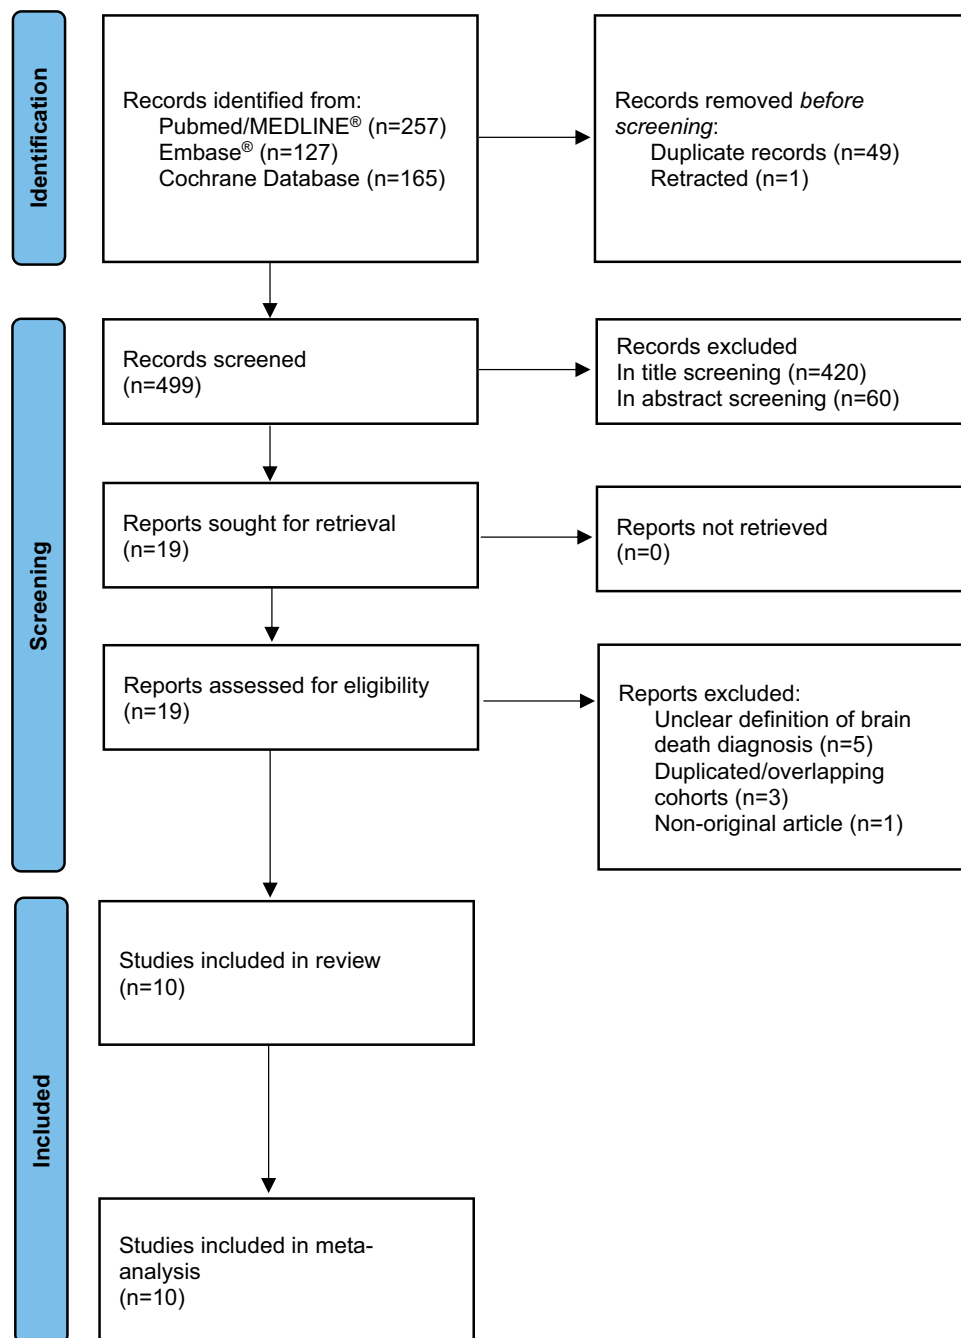 Identification
Records identified from:
Pubmed/MEDLINE® (n=257)
Embase® (n=127)
Cochrane Database (n=165)
Records removed before
screening:
Duplicate records (n=49)
Retracted (n=1)
Screening
Records screened
(n=499)
Records excluded
In title screening (n=420)
In abstract screening (n=60)
Reports sought for retrieval
(n=19)
Reports not retrieved
(n=0)
Reports assessed for eligibility
(n=19)
Reports excluded:
Unclear definition of brain
death diagnosis (n=5)
Duplicated/overlapping
cohorts (n=3)
Non-original article (n=1)
Included
Studies included in review
(n=10)
Studies included in meta-
analysis
(n=10)